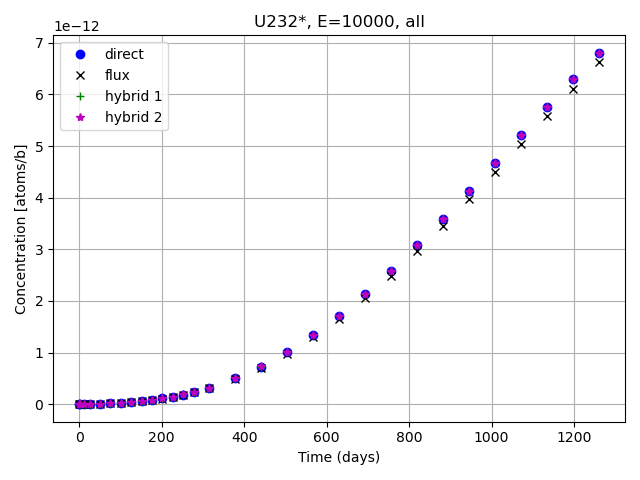 U232*, E=10000, all
1e−12
7
6
5
4
3
2
1
0
Concentration [atoms/b]
direct
flux
hybrid 1
hybrid 2
0 200 400 600 800 1000 1200
Time (days)